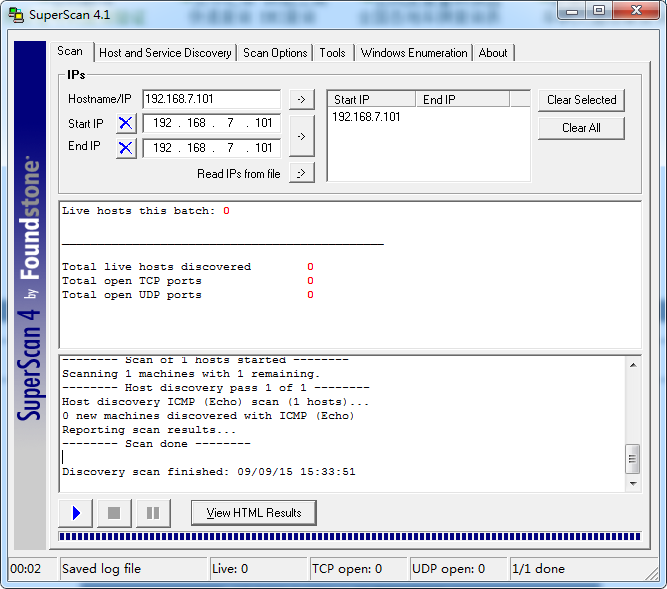 SuperScan 4.1
Scan
Host and Service Discovery
Scan Options
Tools
Windows Enumeration
About
IPs
Hostname/IP
192.168.7.101
->
Start IP
192 . 168 . 7 . 101
End IP
192 . 168 . 7 . 101
->
Read IPs from file
->
Start IP
End IP
192.168.7.101
Clear Selected
Clear All
SuperScan 4 by Foundstone
Live hosts this batch: 0
Total live hosts discovered 0
Total open TCP ports 0
Total open UDP ports 0
-------- Scan of 1 hosts started --------
Scanning 1 machines with 1 remaining.
-------- Host discovery pass 1 of 1 --------
Host discovery ICMP (Echo) scan (1 hosts)...
0 new machines discovered with ICMP (Echo)
Reporting scan results...
-------- Scan done --------
Discovery scan finished: 09/09/15 15:33:51
View HTML Results
00:02
Saved log file
Live: 0
TCP open: 0
UDP open: 0
1/1 done